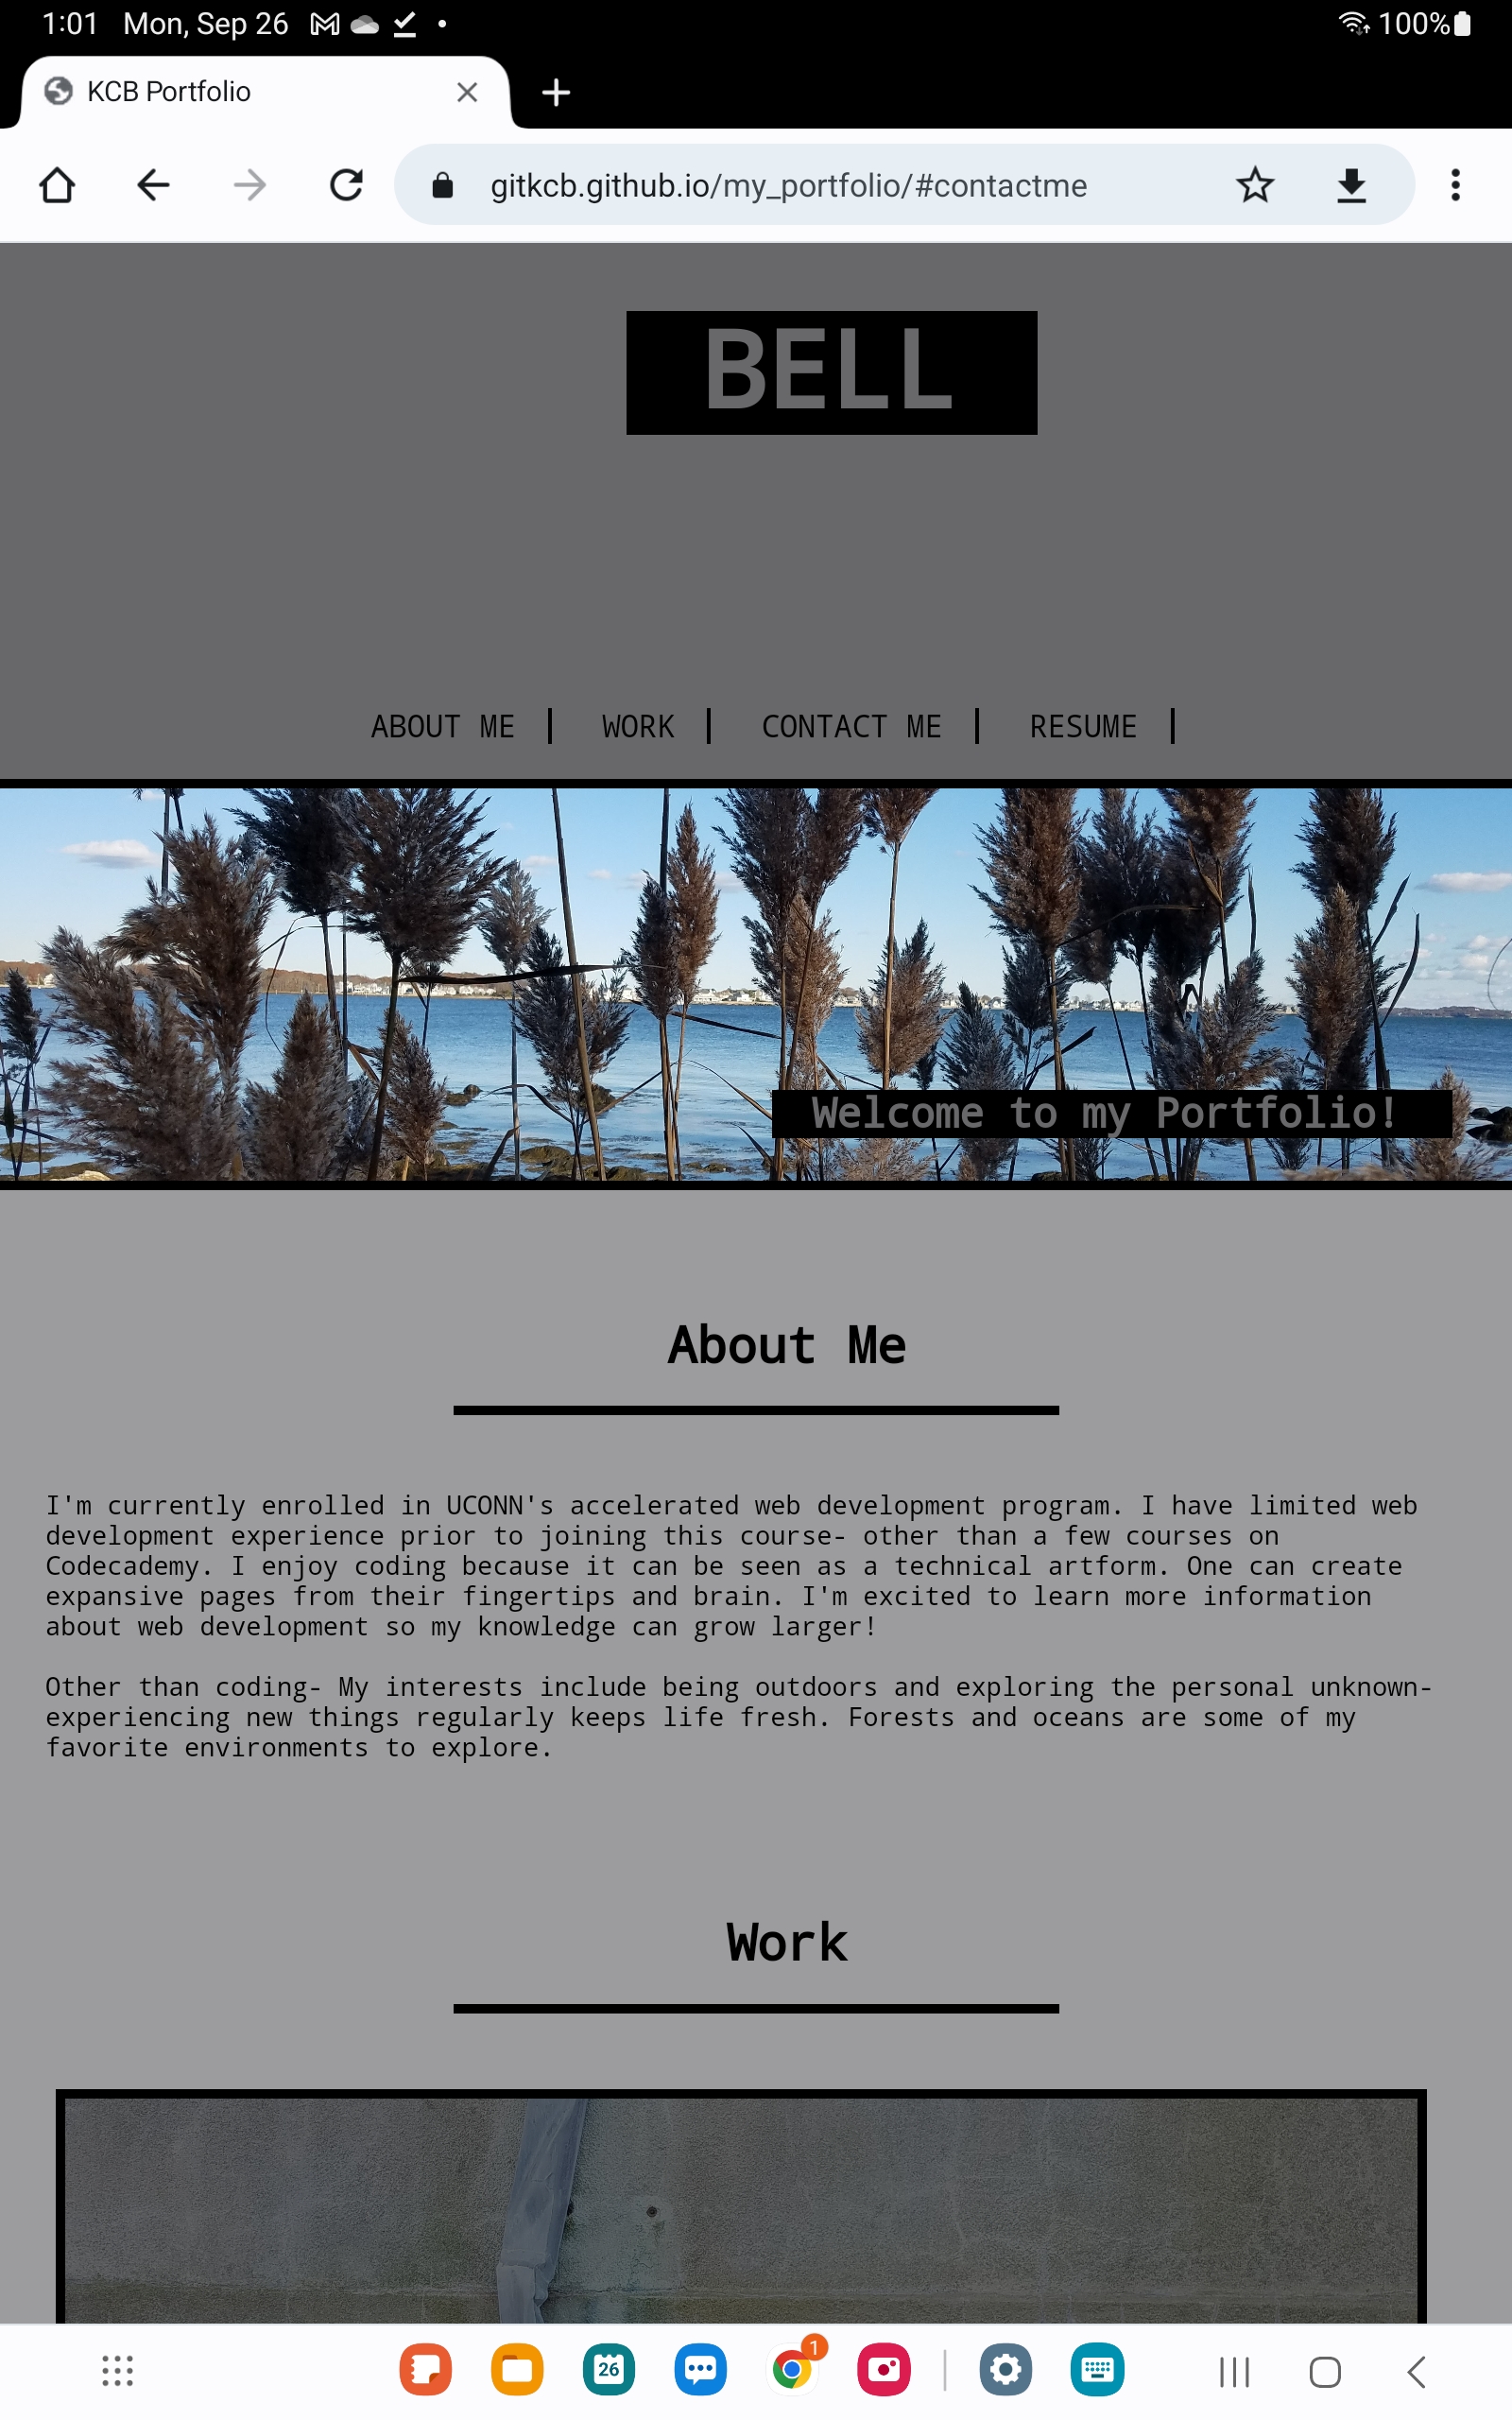 1:01 Mon, Sep 26 100%
KCB Portfolio
gitkcb.github.io/my_portfolio/#contactme
BELL
ABOUT ME | WORK | CONTACT ME | RESUME |
Welcome to my Portfolio!
About Me
I'm currently enrolled in UCONN's accelerated web development program. I have limited web
development experience prior to joining this course- other than a few courses on
Codecademy. I enjoy coding because it can be seen as a technical artform. One can create
expansive pages from their fingertips and brain. I'm excited to learn more information
about web development so my knowledge can grow larger!
Other than coding- My interests include being outdoors and exploring the personal unknown-
experiencing new things regularly keeps life fresh. Forests and oceans are some of my
favorite environments to explore.
Work
26
1